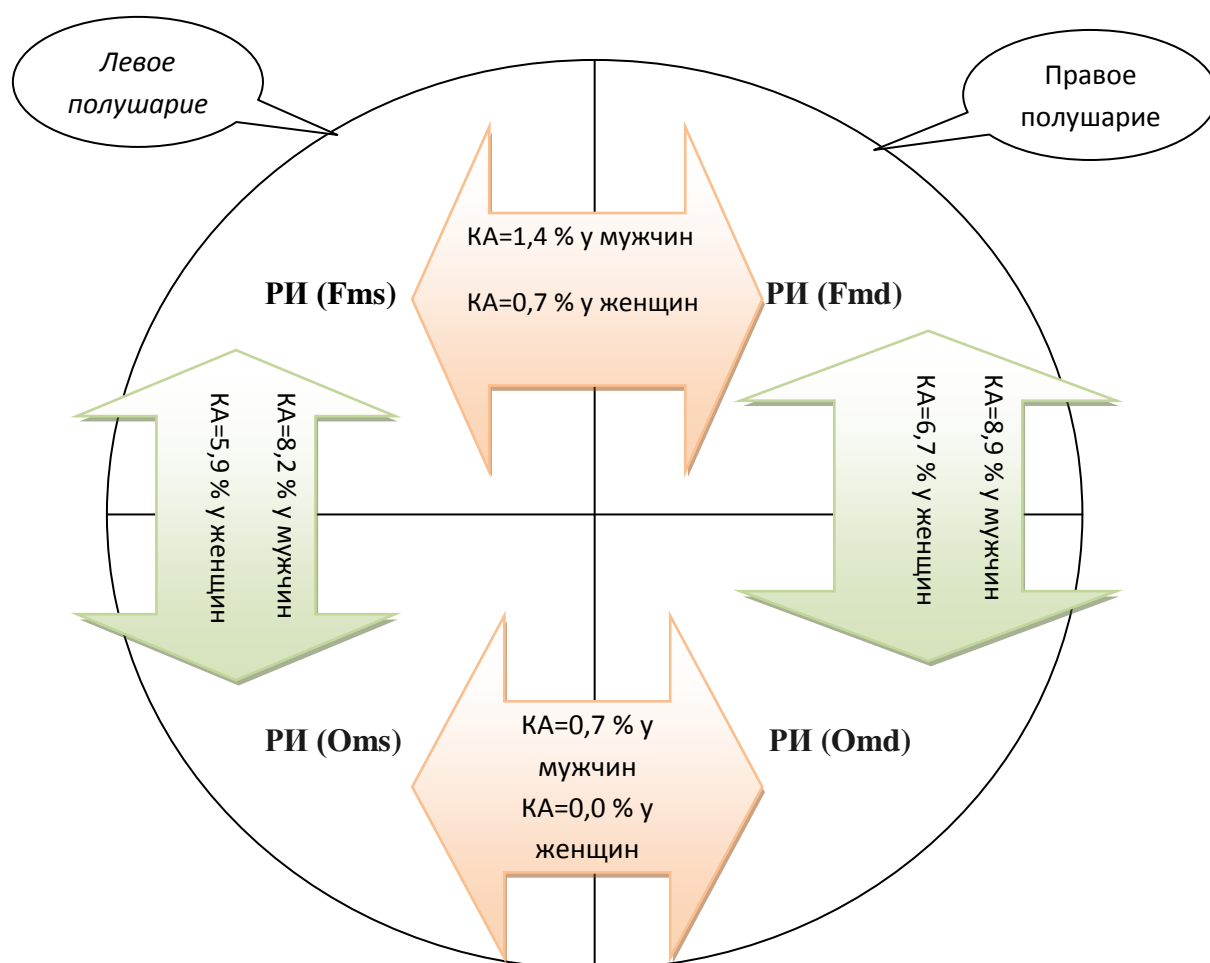 Левое
полушарие
Правое
полушарие
КА=1,4 % у мужчин
КА=0,7 % у женщин
РИ (Fms)
РИ (Fmd)
КА=8,2 % у мужчин
КА=5,9 % у женщин
КА=8,9 % у мужчин
КА=6,7 % у женщин
РИ (Oms)
РИ (Omd)
КА=0,7 % у
мужчин
КА=0,0 % у
женщин